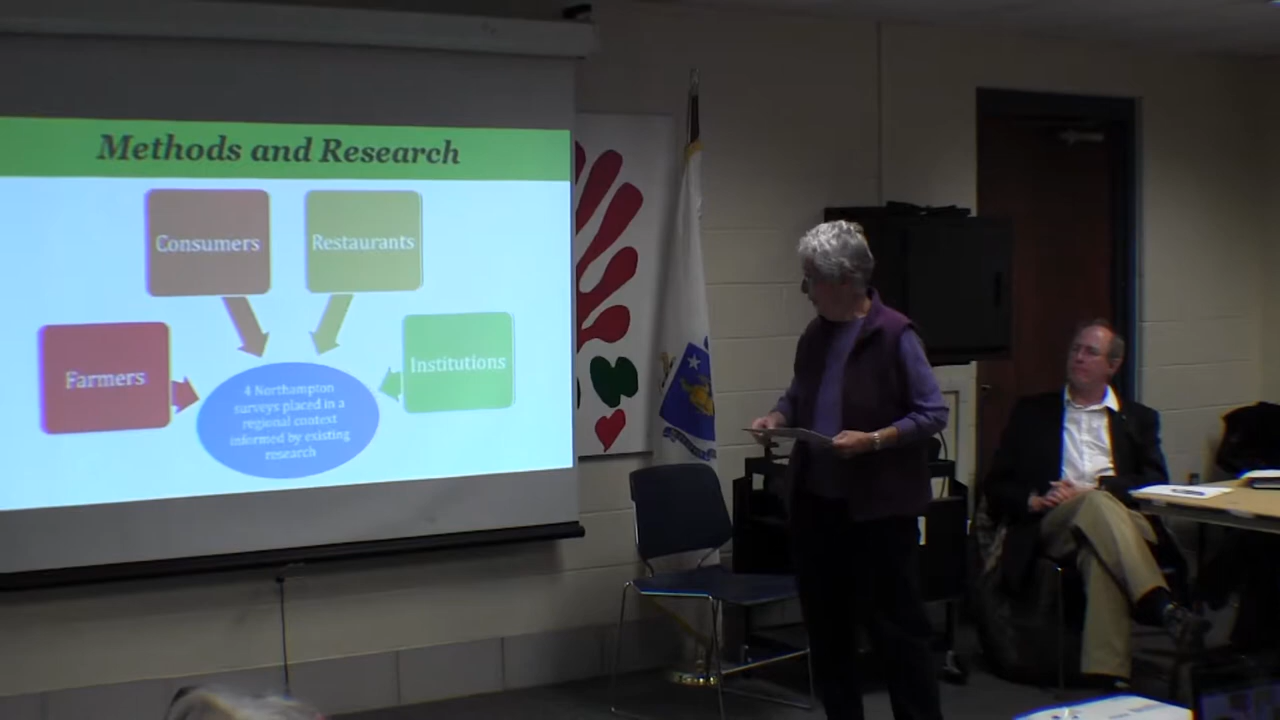 Methods and Research
Consumers
Restaurants
Farmers
Institutions
4 Northampton
surveys placed in a
regional context
informed by existing
research